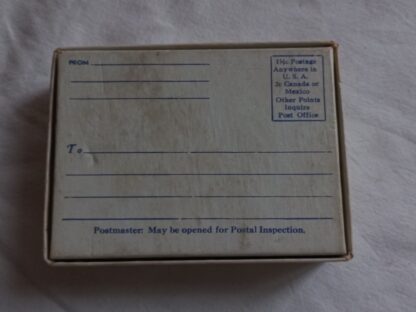 FROM
1½c Postage
Anywhere in
U. S. A.
3c Canada or
Mexico
Other Points
Inquire
Post Office
To
Postmaster: May be opened for Postal Inspection.